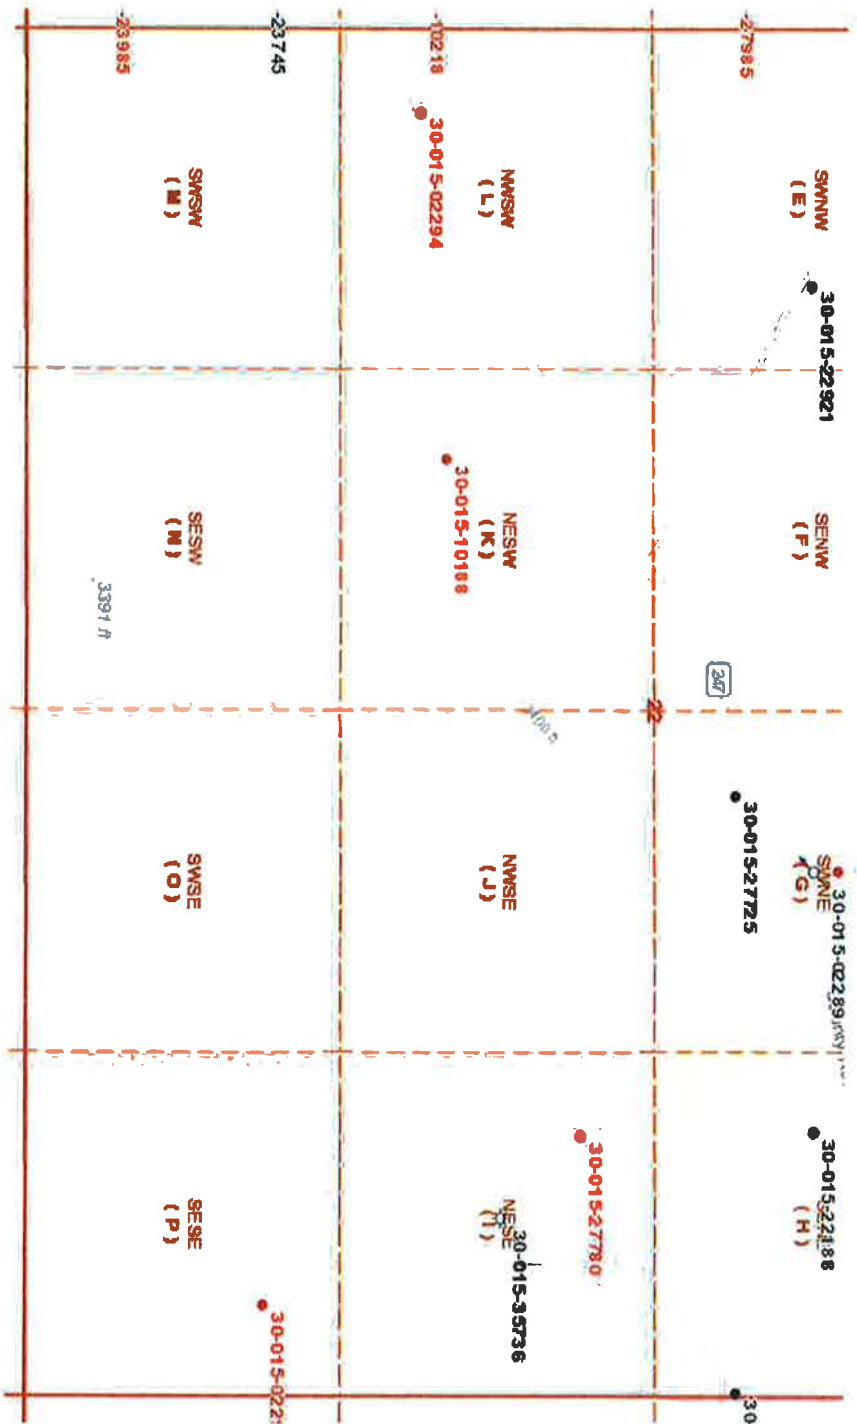 -27985
SWNW
( E )
30-015-22921
SENW
( F )
247
30-015-27725
30-015-02289
SWNE
( G )
30-015-22188
( H )
30
22
-10218
30-015-02294
NWSW
( L )
30-015-10188
NESW
( K )
NWSE
( J )
30-015-27780
NESE
( I )
30-015-35736
-23745
-23985
SWSW
( M )
SESW
( N )
3391 ft
SWSE
( O )
SESE
( P )
30-015-022